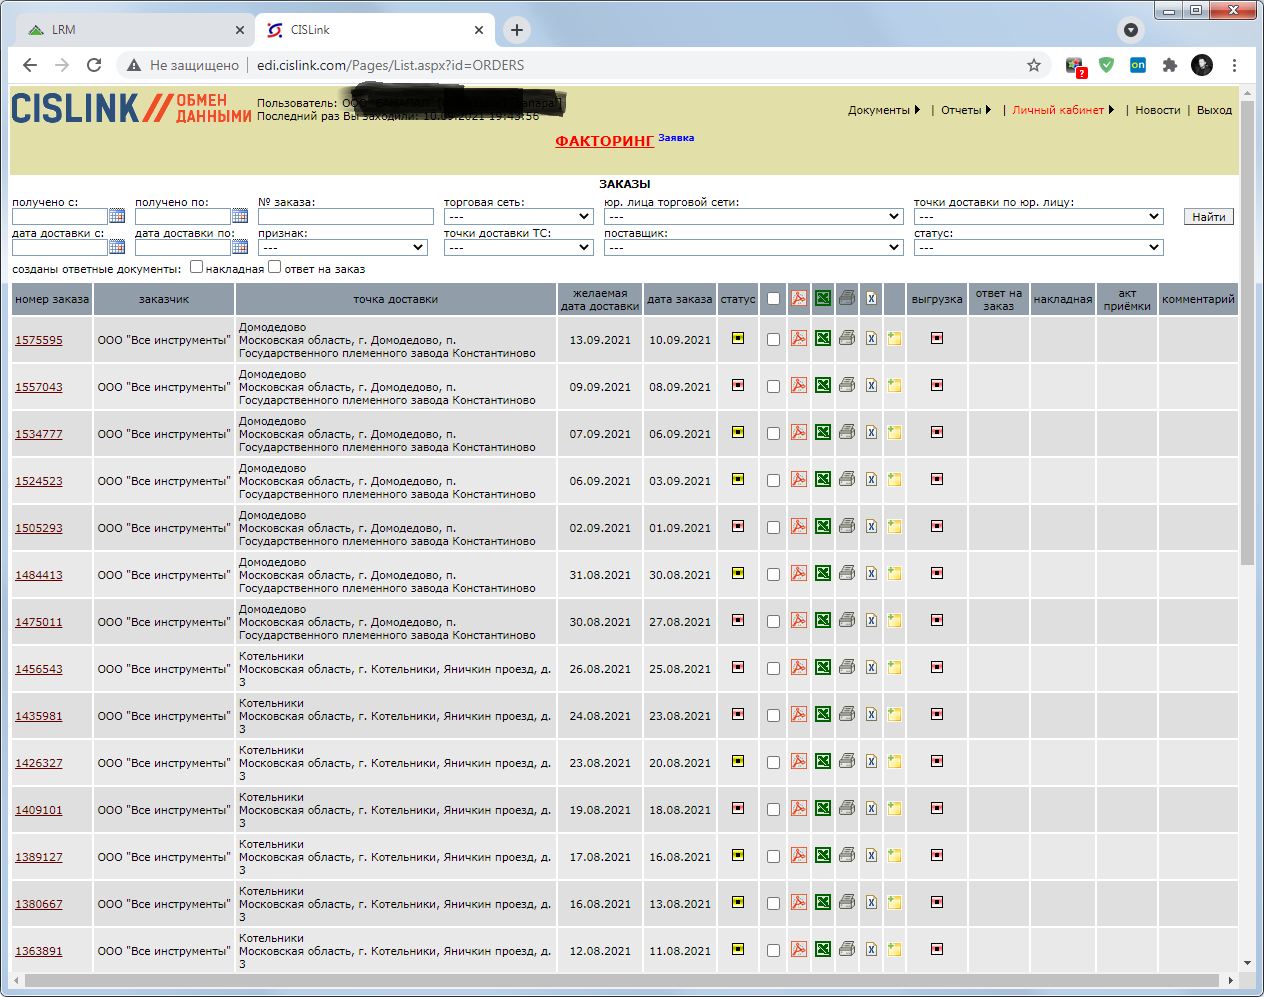 LRM
CISLink
Не защищено
edi.cislink.com/Pages/List.aspx?id=ORDERS
on
?
CISLINK // ОБМЕН ДАННЫМИ
Пользователь: ООО
Последний раз Вы заходили: 10.09.2021 19:43:56
Документы | Отчеты | Личный кабинет | Новости | Выход
ФАКТОРИНГ Заявка
ЗАКАЗЫ
получено с: получено по: № заказа: торговая сеть: юр. лица торговой сети: точки доставки по юр. лицу:
--- --- --- Найти
дата доставки с: дата доставки по: признак: точки доставки ТС: поставщик: статус:
--- --- --- ---
созданы ответные документы: накладная ответ на заказ
номер заказа заказчик точка доставки желаемая дата доставки дата заказа статус выгрузка ответ на заказ накладная акт приёмки комментарий
Домодедово
1575595 ООО "Все инструменты" Московская область, г. Домодедово, п. 13.09.2021 10.09.2021
Государственного племенного завода Константиново
Домодедово
1557043 ООО "Все инструменты" Московская область, г. Домодедово, п. 09.09.2021 08.09.2021
Государственного племенного завода Константиново
Домодедово
1534777 ООО "Все инструменты" Московская область, г. Домодедово, п. 07.09.2021 06.09.2021
Государственного племенного завода Константиново
Домодедово
1524523 ООО "Все инструменты" Московская область, г. Домодедово, п. 06.09.2021 03.09.2021
Государственного племенного завода Константиново
Домодедово
1505293 ООО "Все инструменты" Московская область, г. Домодедово, п. 02.09.2021 01.09.2021
Государственного племенного завода Константиново
Домодедово
1484413 ООО "Все инструменты" Московская область, г. Домодедово, п. 31.08.2021 30.08.2021
Государственного племенного завода Константиново
Домодедово
1475011 ООО "Все инструменты" Московская область, г. Домодедово, п. 30.08.2021 27.08.2021
Государственного племенного завода Константиново
Котельники
1456543 ООО "Все инструменты" Московская область, г. Котельники, Яничкин проезд, д. 26.08.2021 25.08.2021
3
Котельники
1435981 ООО "Все инструменты" Московская область, г. Котельники, Яничкин проезд, д. 24.08.2021 23.08.2021
3
Котельники
1426327 ООО "Все инструменты" Московская область, г. Котельники, Яничкин проезд, д. 23.08.2021 20.08.2021
3
Котельники
1409101 ООО "Все инструменты" Московская область, г. Котельники, Яничкин проезд, д. 19.08.2021 18.08.2021
3
Котельники
1389127 ООО "Все инструменты" Московская область, г. Котельники, Яничкин проезд, д. 17.08.2021 16.08.2021
3
Котельники
1380667 ООО "Все инструменты" Московская область, г. Котельники, Яничкин проезд, д. 16.08.2021 13.08.2021
3
Котельники
1363891 ООО "Все инструменты" Московская область, г. Котельники, Яничкин проезд, д. 12.08.2021 11.08.2021
3